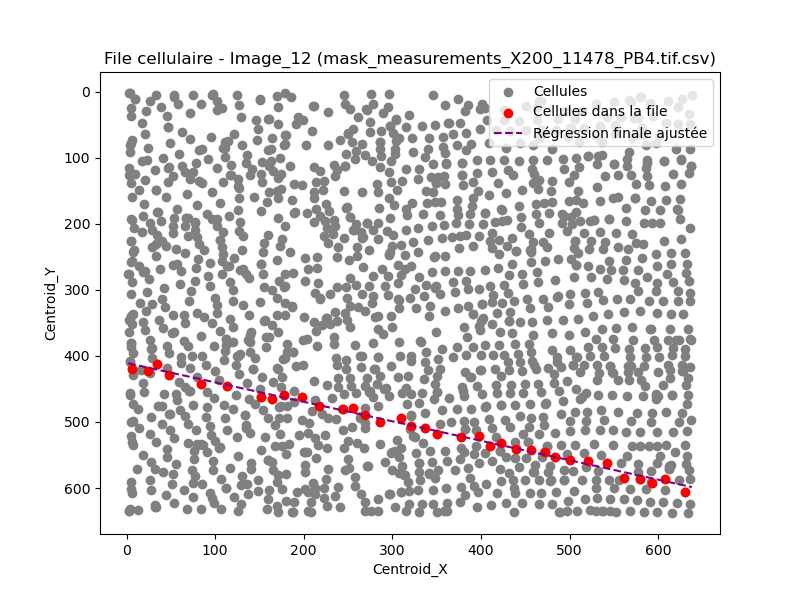 File cellulaire - Image_12 (mask_measurements_X200_11478_PB4.tif.csv)
Cellules
Cellules dans la file
Régression finale ajustée
Centroid_Y
0
100
200
300
400
500
600
0 100 200 300 400 500 600
Centroid_X